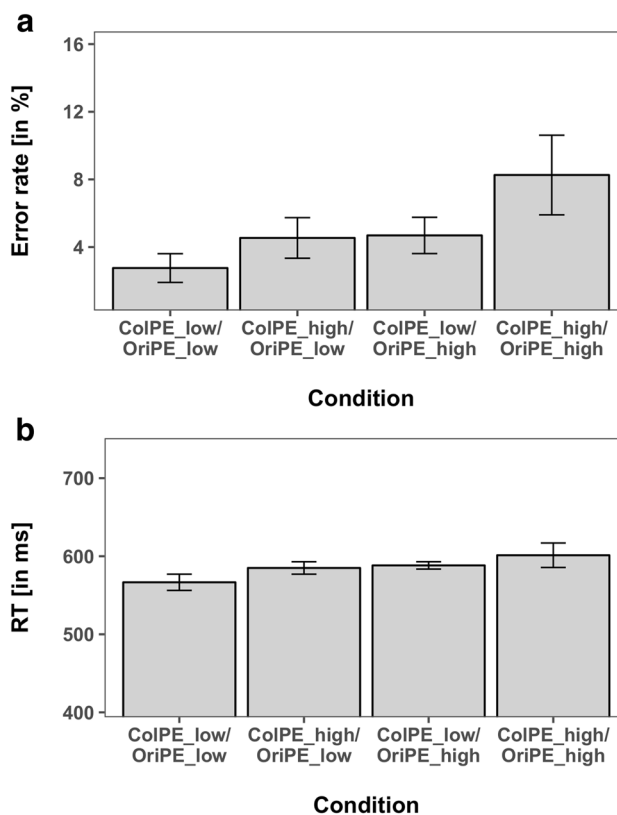 a
Error rate [in %]
16
12
8
4
ColPE_low/
OriPE_low
ColPE_high/
OriPE_low
ColPE_low/
OriPE_high
ColPE_high/
OriPE_high
Condition
b
RT [in ms]
700
600
500
400
ColPE_low/
OriPE_low
ColPE_high/
OriPE_low
ColPE_low/
OriPE_high
ColPE_high/
OriPE_high
Condition